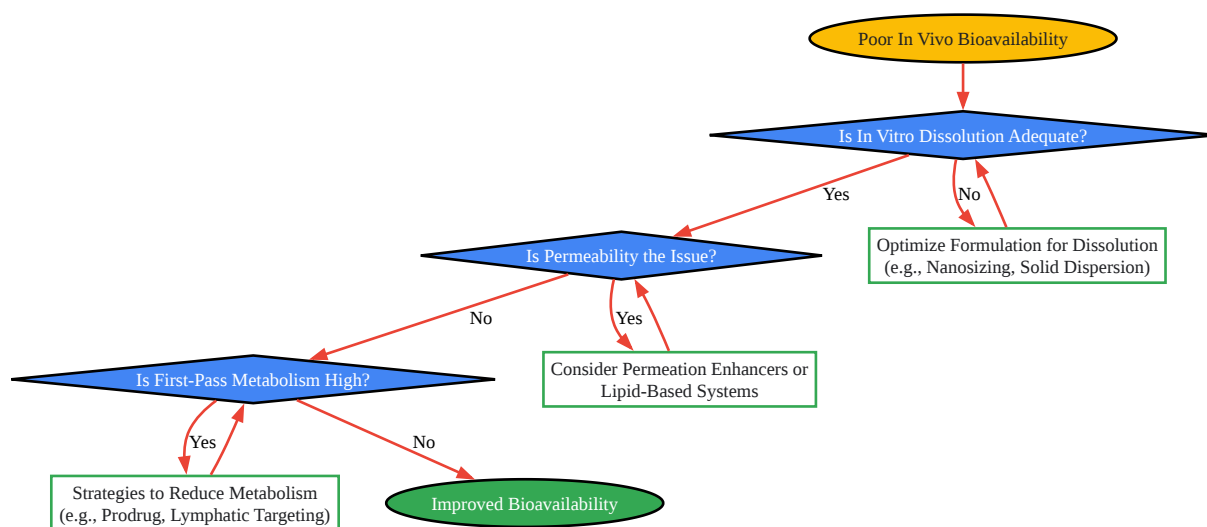 Poor In Vivo Bioavailability
Is In Vitro Dissolution Adequate?
Yes
No
Optimize Formulation for Dissolution
(e.g., Nanosizing, Solid Dispersion)
Is Permeability the Issue?
No
Yes
Consider Permeation Enhancers or
Lipid-Based Systems
Is First-Pass Metabolism High?
Yes
No
Strategies to Reduce Metabolism
(e.g., Prodrug, Lymphatic Targeting)
Improved Bioavailability